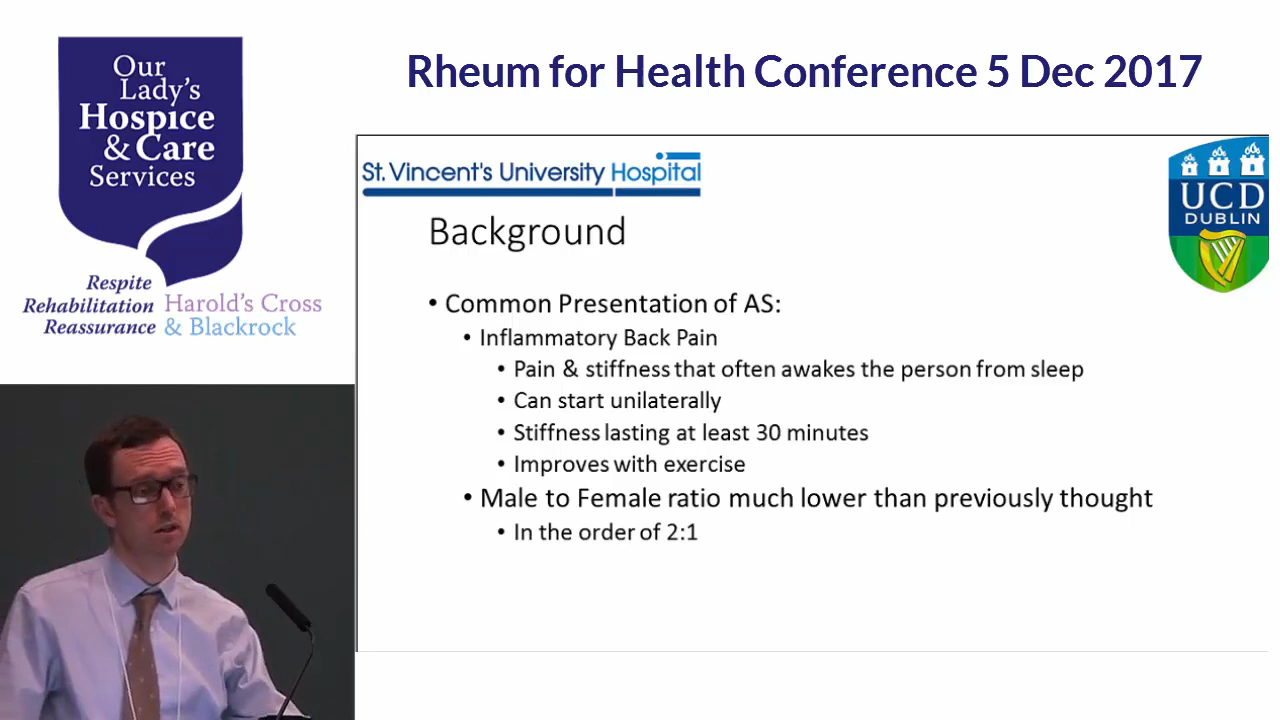 Our
Lady's
Hospice
& Care
Services
Respite
Rehabilitation
Reassurance
Harold's Cross
& Blackrock
Rheum for Health Conference 5 Dec 2017
St. Vincent's University Hospital
UCD
DUBLIN
Background
• Common Presentation of AS:
• Inflammatory Back Pain
• Pain & stiffness that often awakes the person from sleep
• Can start unilaterally
• Stiffness lasting at least 30 minutes
• Improves with exercise
• Male to Female ratio much lower than previously thought
• In the order of 2:1